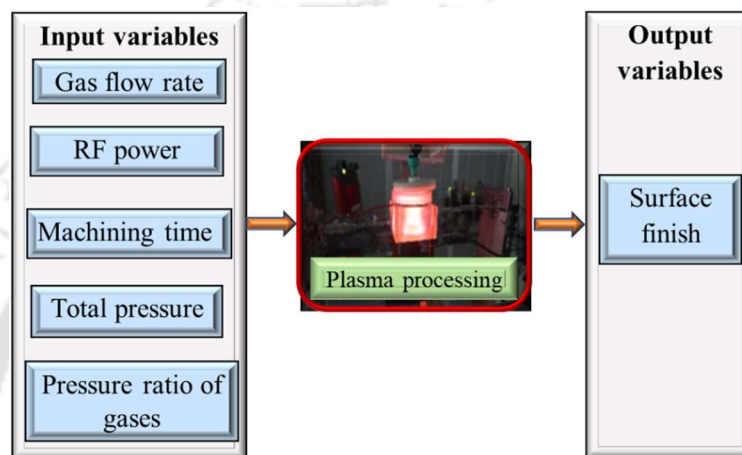 Input variables
Gas flow rate
RF power
Machining time
Total pressure
Pressure ratio of
gases
Plasma processing
Output
variables
Surface
finish